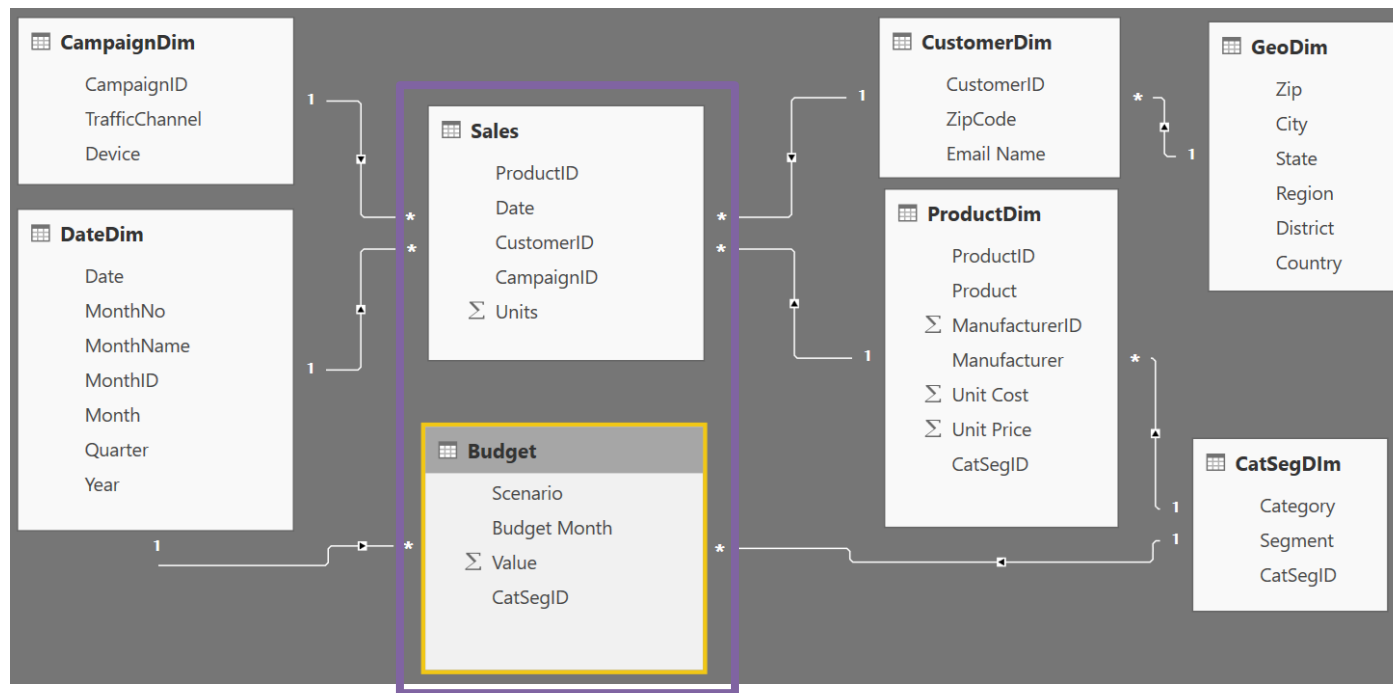 CampaignDim
CampaignID
TrafficChannel
Device
DateDim
Date
MonthNo
MonthName
MonthID
Month
Quarter
Year
1
1
1
*
*
*
Sales
ProductID
Date
CustomerID
CampaignID
Σ Units
Budget
Scenario
Budget Month
Σ Value
CatSegID
*
*
*
1
1
CustomerDim
CustomerID
ZipCode
Email Name
ProductDim
ProductID
Product
Σ ManufacturerID
Manufacturer
Σ Unit Cost
Σ Unit Price
CatSegID
*
1
*
1
1
GeoDim
Zip
City
State
Region
District
Country
CatSegDIm
Category
Segment
CatSegID